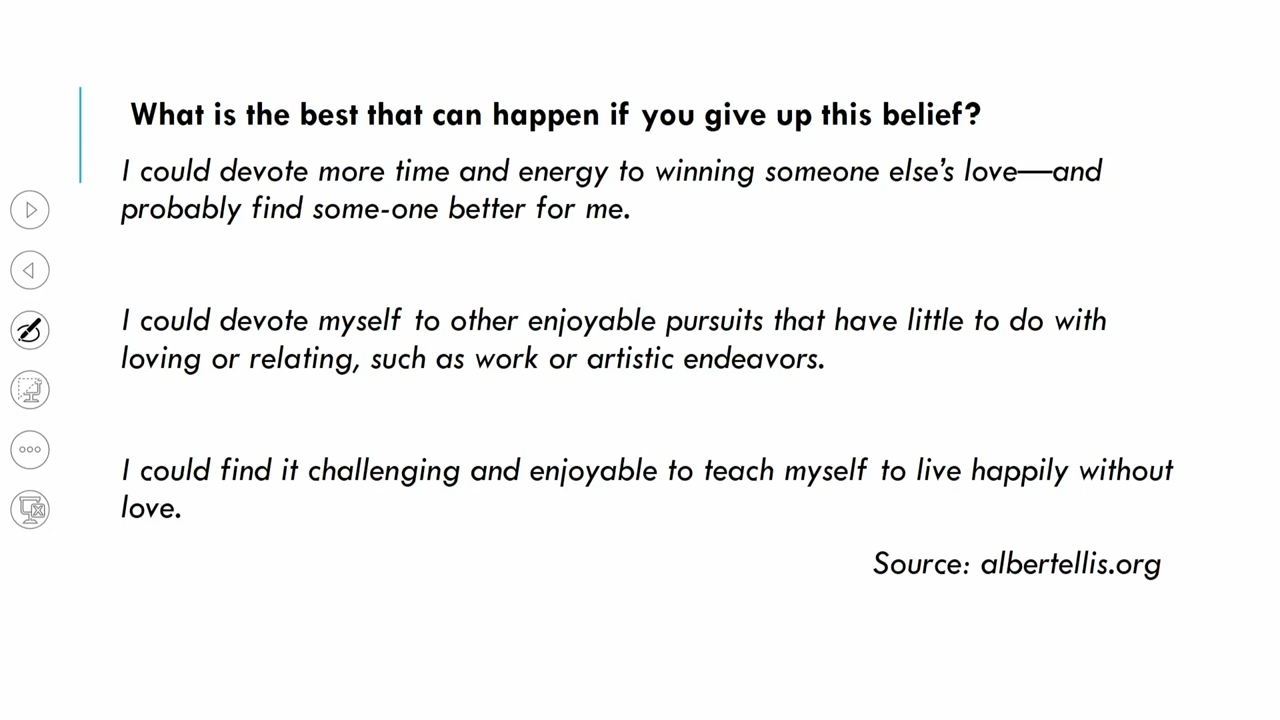 What is the best that can happen if you give up this belief?
I could devote more time and energy to winning someone else’s love—and
probably find some-one better for me.
I could devote myself to other enjoyable pursuits that have little to do with
loving or relating, such as work or artistic endeavors.
I could find it challenging and enjoyable to teach myself to live happily without
love.
Source: albertellis.org